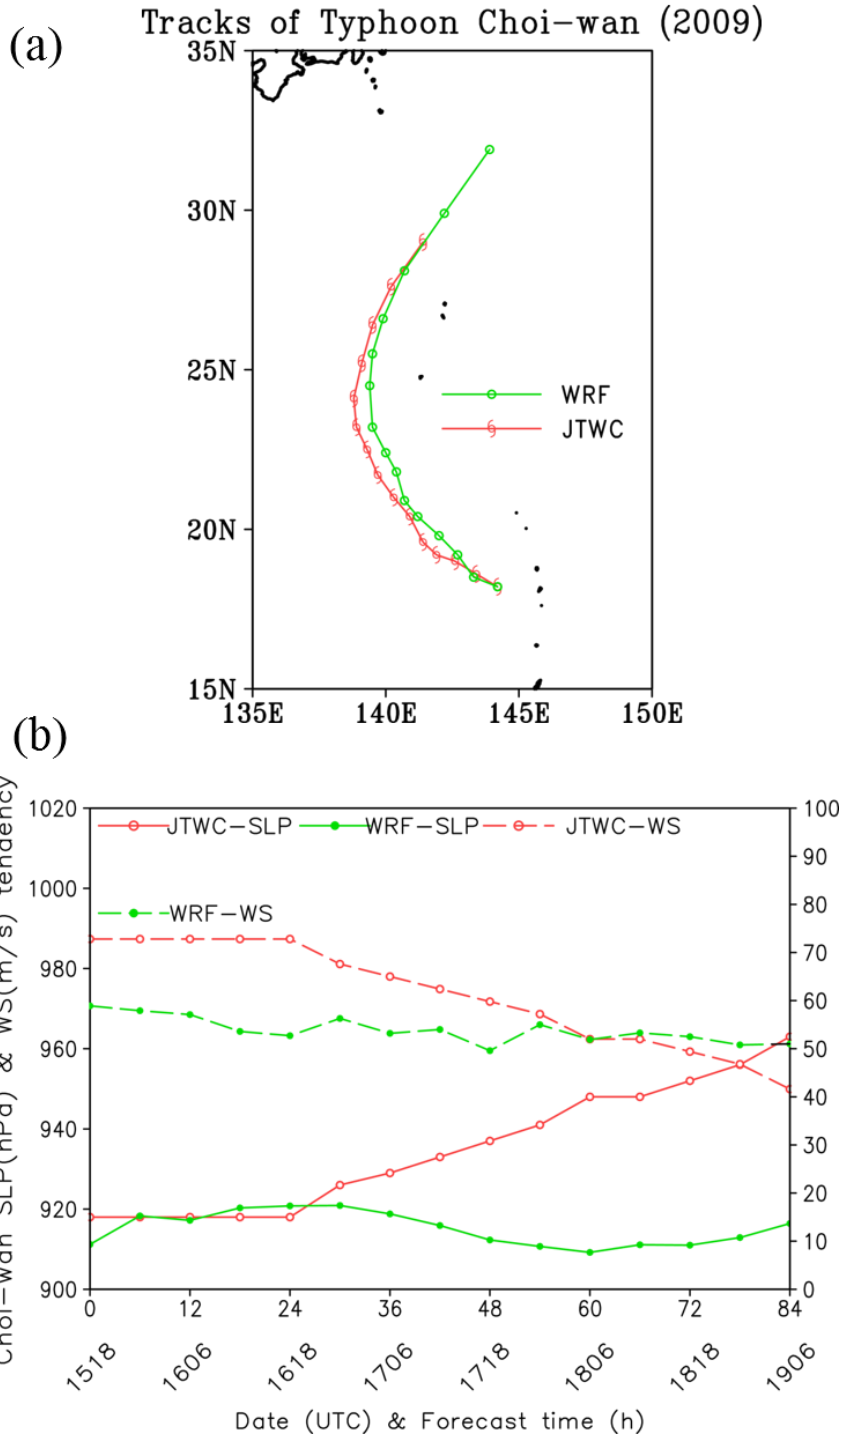 Tracks of Typhoon Choi-wan (2009)
(a)
35N
30N
25N
20N
15N
135E 140E 145E 150E
WRF
JTWC
(b)
Choi-wan SLP(hPa) & WS(m/s) tendency
1020
1000
980
960
940
920
900
JTWC-SLP WRF-SLP JTWC-WS
WRF-WS
100
90
80
70
60
50
40
30
20
10
0
0 12 24 36 48 60 72 84
1518 1606 1618 1706 1718 1806 1818 1906
Date (UTC) & Forecast time (h)